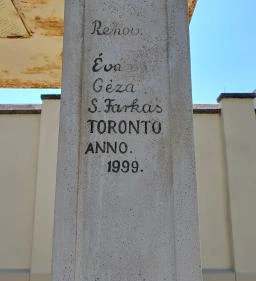 Renov.
Éva
Géza
S. Farkas
TORONTO
ANNO.
1999.